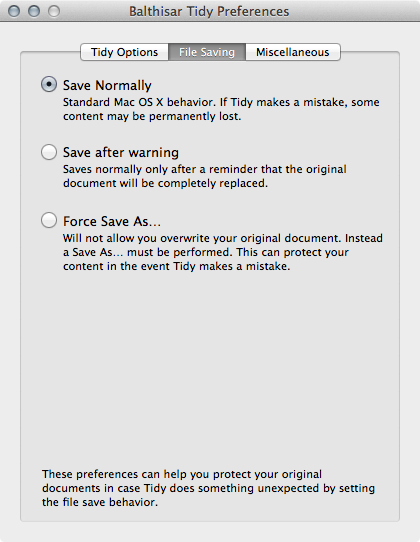 Balthisar Tidy Preferences
Tidy Options File Saving Miscellaneous
Save Normally
Standard Mac OS X behavior. If Tidy makes a mistake, some
content may be permanently lost.
Save after warning
Saves normally only after a reminder that the original
document will be completely replaced.
Force Save As...
Will not allow you overwrite your original document. Instead
a Save As... must be performed. This can protect your
content in the event Tidy makes a mistake.
These preferences can help you protect your original
documents in case Tidy does something unexpected by setting
the file save behavior.